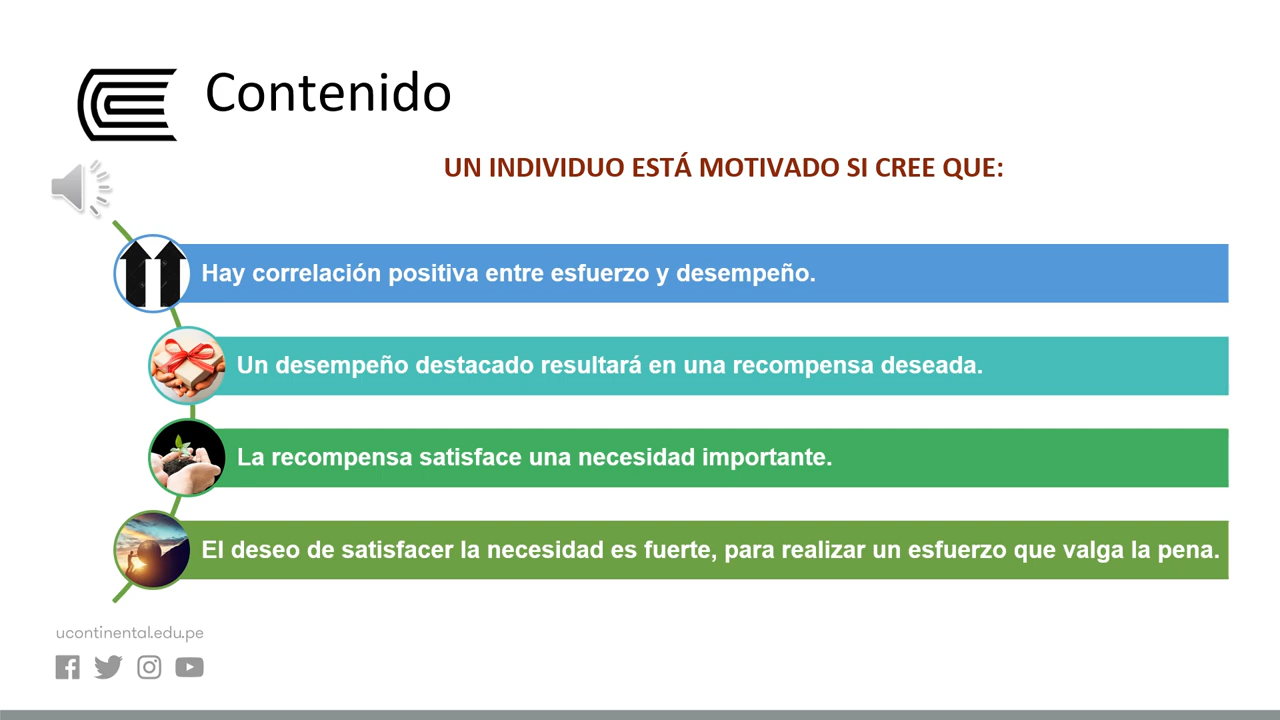 Contenido
UN INDIVIDUO ESTÁ MOTIVADO SI CREE QUE:
Hay correlación positiva entre esfuerzo y desempeño.
Un desempeño destacado resultará en una recompensa deseada.
La recompensa satisface una necesidad importante.
El deseo de satisfacer la necesidad es fuerte, para realizar un esfuerzo que valga la pena.
ucontinental.edu.pe